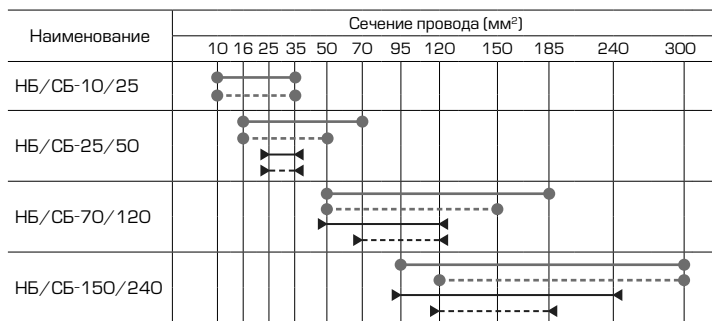 Наименование
Сечение провода (мм²)
10 16 25 35 50 70 95 120 150 185 240 300
НБ/СБ-10/25
НБ/СБ-25/50
НБ/СБ-70/120
НБ/СБ-150/240